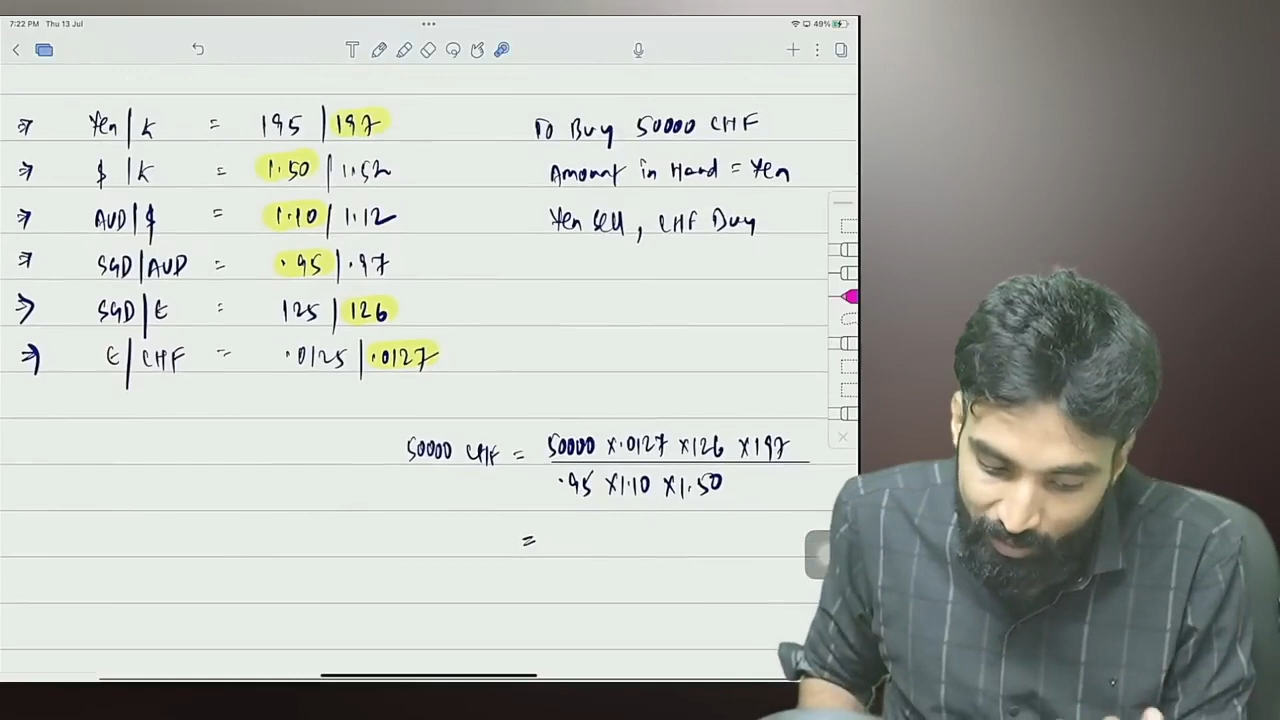 7:22 PM Thu 13 Jul
49%
Yen | £ = 195 | 197
$ | £ = 1.50 | 1.52
AUD | $ = 1.10 | 1.12
SGD | AUD = .95 | .97
SGD | € = 125 | 126
€ | CHF = .0125 | .0127
To Buy 50000 CHF
Amount in Hand = Yen
Yen Sell, CHF Buy
50000 CHF = 50000 x .0127 x 126 x 197
.95 x 1.10 x 1.50
=